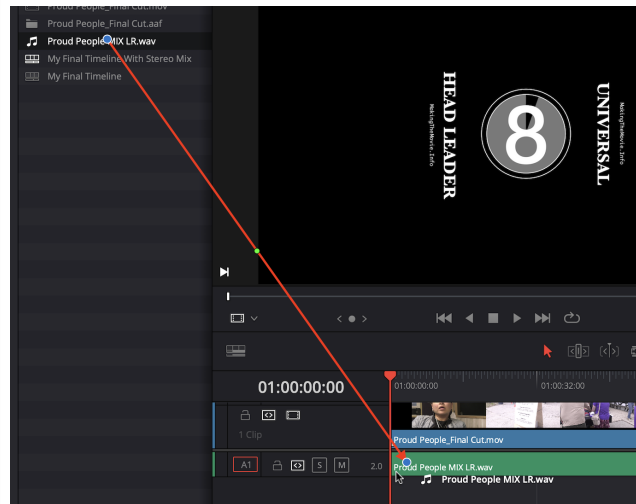 Proud People_Final Cut.mov
Proud People_Final Cut.aaf
Proud People MIX LR.wav
My Final Timeline With Stereo Mix
My Final Timeline
HEAD LEADER
MakingTheMovie.Info
8
UNIVERSAL
MakingTheMovie.Info
01:00:00:00
01:00:00:00
01:00:32:00
1 Clip
Proud People_Final Cut.mov
A1
S
M
2.0
Proud People MIX LR.wav
Proud People MIX LR.wav